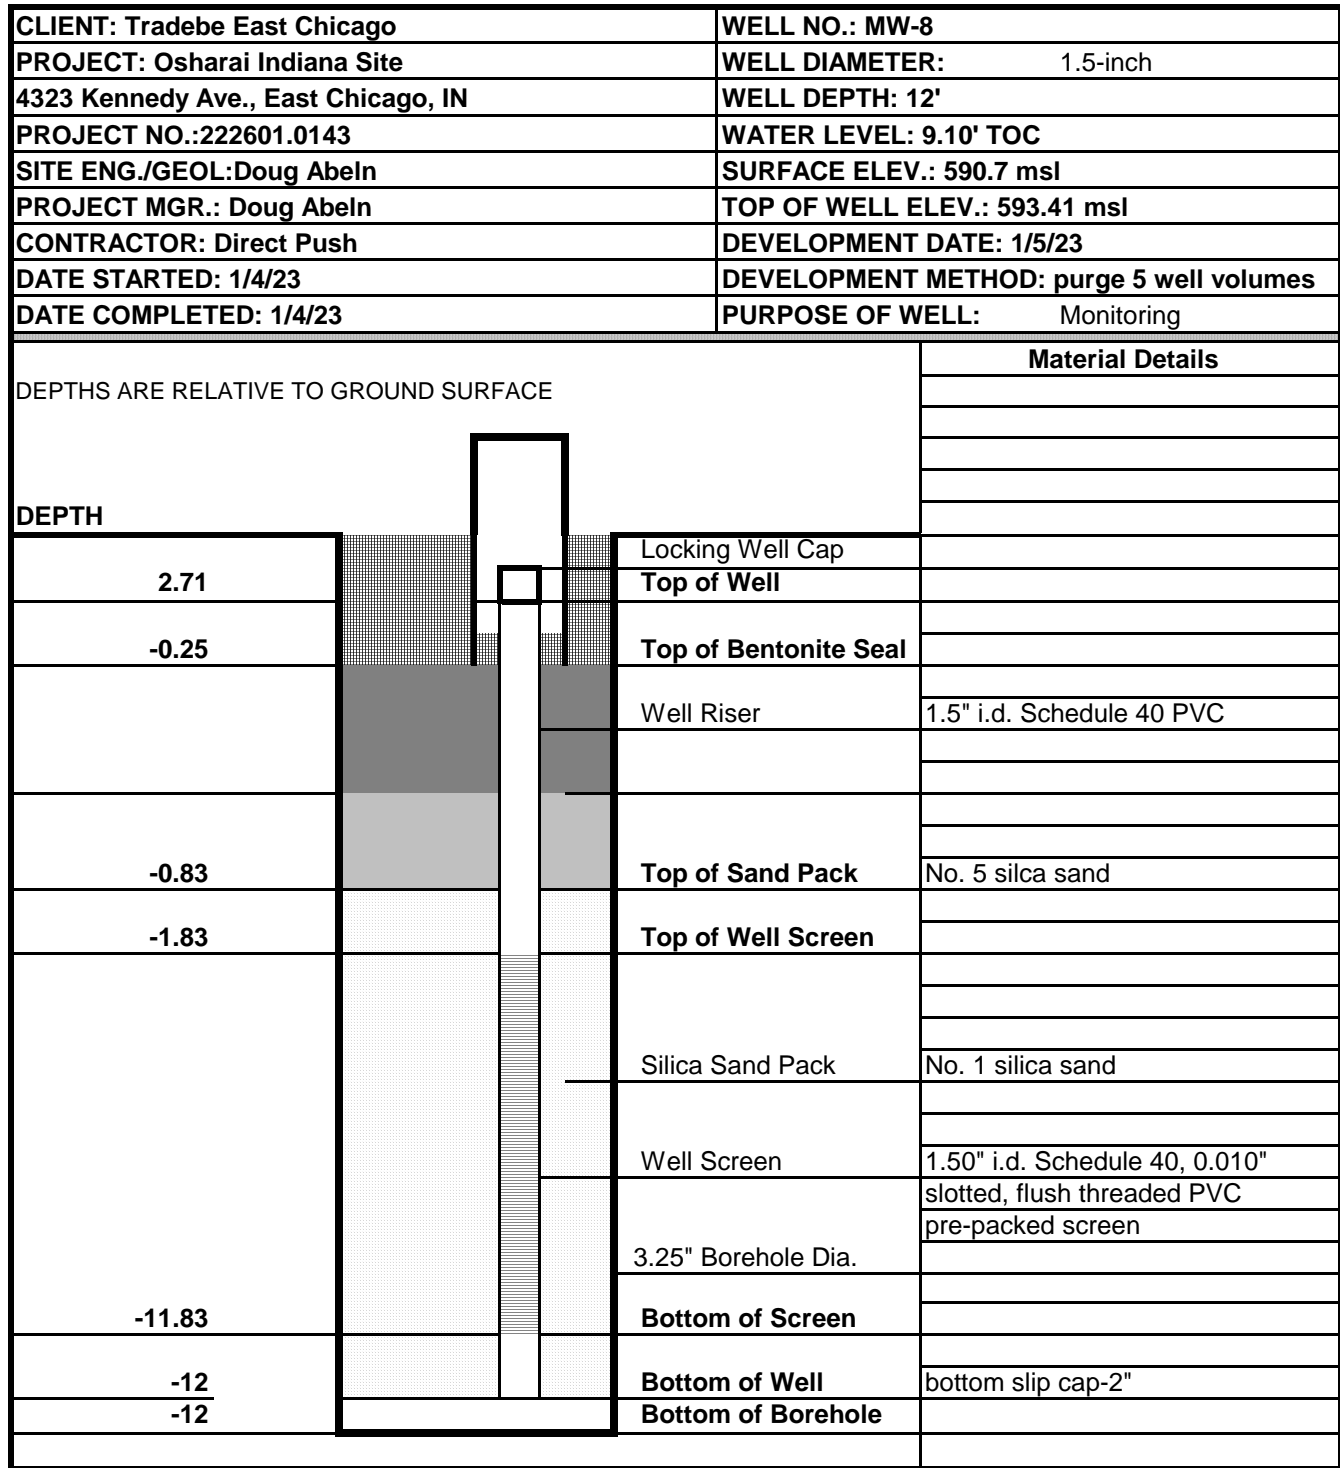 CLIENT: Tradebe East Chicago WELL NO.: MW-8
PROJECT: Osharai Indiana Site WELL DIAMETER: 1.5-inch
4323 Kennedy Ave., East Chicago, IN WELL DEPTH: 12'
PROJECT NO.:222601.0143 WATER LEVEL: 9.10' TOC
SITE ENG./GEOL:Doug Abeln SURFACE ELEV.: 590.7 msl
PROJECT MGR.: Doug Abeln TOP OF WELL ELEV.: 593.41 msl
CONTRACTOR: Direct Push DEVELOPMENT DATE: 1/5/23
DATE STARTED: 1/4/23 DEVELOPMENT METHOD: purge 5 well volumes
DATE COMPLETED: 1/4/23 PURPOSE OF WELL: Monitoring
Material Details
DEPTHS ARE RELATIVE TO GROUND SURFACE
DEPTH
Locking Well Cap
2.71 Top of Well
-0.25 Top of Bentonite Seal
Well Riser 1.5" i.d. Schedule 40 PVC
-0.83 Top of Sand Pack No. 5 silca sand
-1.83 Top of Well Screen
Silica Sand Pack No. 1 silica sand
Well Screen 1.50" i.d. Schedule 40, 0.010"
slotted, flush threaded PVC
pre-packed screen
3.25" Borehole Dia.
-11.83 Bottom of Screen
-12 Bottom of Well bottom slip cap-2"
-12 Bottom of Borehole